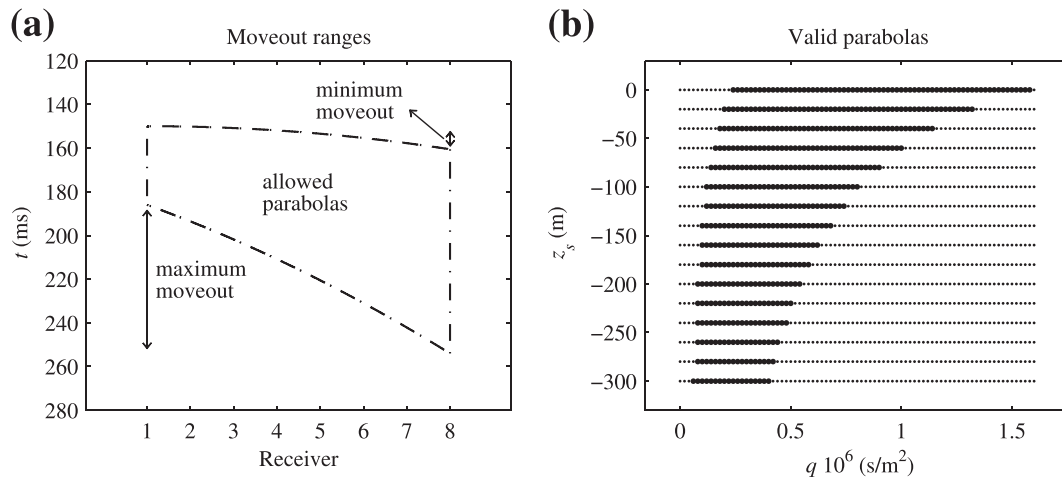 (a)
Moveout ranges
120
140
160
180
200
220
240
260
280
t (ms)
minimum
moveout
allowed
parabolas
maximum
moveout
1 2 3 4 5 6 7 8
Receiver
(b)
Valid parabolas
0
−50
−100
−150
−200
−250
−300
z_s (m)
0 0.5 1 1.5
q 10^6 (s/m^2)